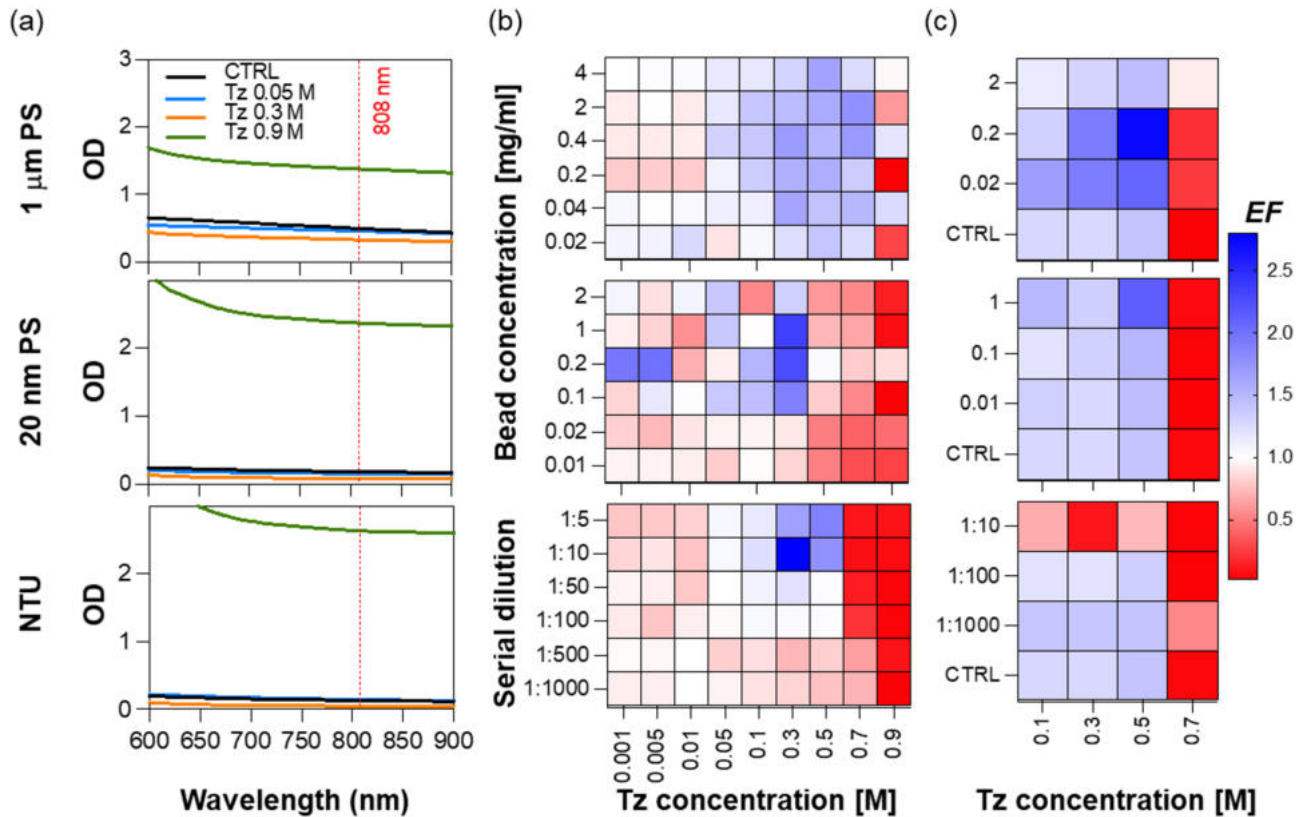 (a)
(b)
(c)
1 μm PS
OD
3
2
1
0
CTRL
Tz 0.05 M
Tz 0.3 M
Tz 0.9 M
808 nm
20 nm PS
OD
2
1
0
NTU
OD
2
1
0
600 650 700 750 800 850 900
Wavelength (nm)
Bead concentration [mg/ml]
4
2
0.4
0.2
0.04
0.02
2
1
0.2
0.1
0.02
0.01
Serial dilution
1:5
1:10
1:50
1:100
1:500
1:1000
0.001 0.005 0.01 0.05 0.1 0.3 0.5 0.7 0.9
Tz concentration [M]
2
0.2
0.02
CTRL
1
0.1
0.01
CTRL
1:10
1:100
1:1000
CTRL
0.1 0.3 0.5 0.7
Tz concentration [M]
EF
2.5
2.0
1.5
1.0
0.5